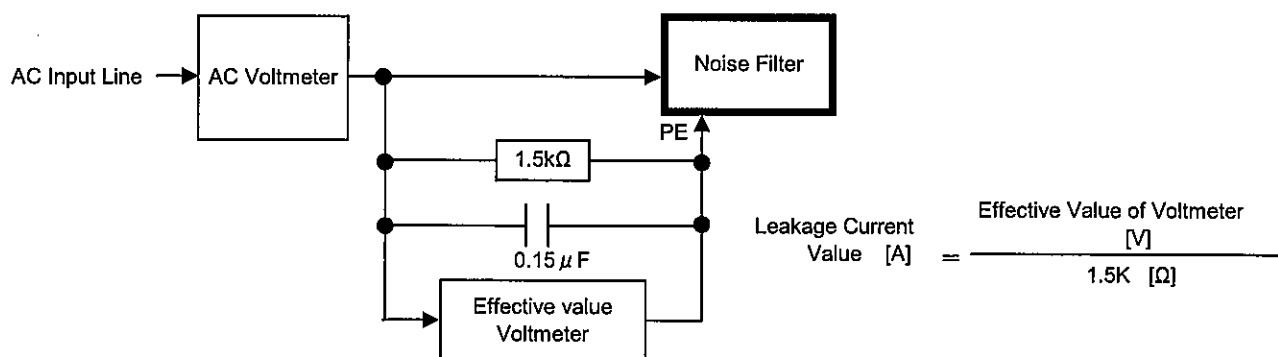 AC Input Line
AC Voltmeter
Noise Filter
PE
1.5kΩ
0.15 μ F
Effective value
Voltmeter
Leakage Current
Value [A]
=
Effective Value of Voltmeter
[V]
1.5K [Ω]